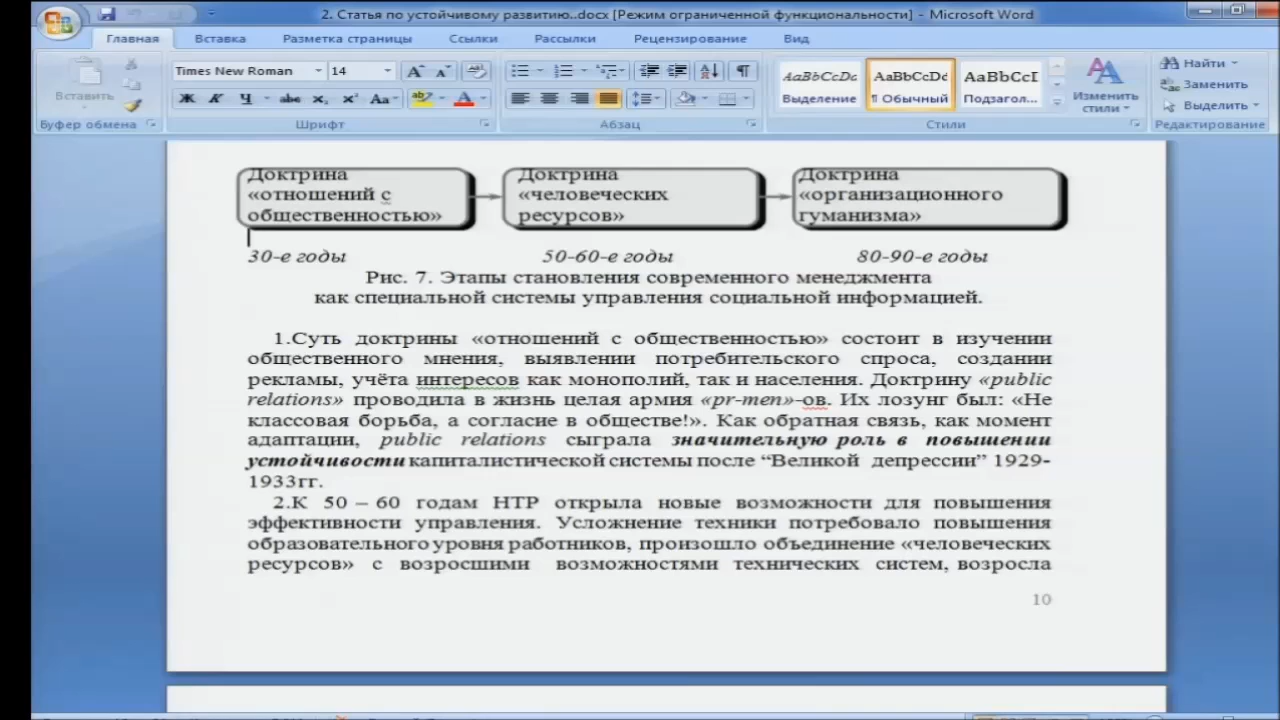 2. Статья по устойчивому развитию..docx [Режим ограниченной функциональности] - Microsoft Word
Главная Вставка Разметка страницы Ссылки Рассылки Рецензирование Вид
Times New Roman 14
Вставить
Ж К Ч abc x₂ x² Aa
AaBbCcDc AaBbCcDc AaBbCcI
Выделение ¶ Обычный Подзагол...
Изменить стили
Найти
Заменить
Выделить
Буфер обмена Шрифт Абзац Стили Редактирование
Доктрина «отношений с общественностью»
Доктрина «человеческих ресурсов»
Доктрина «организационного гуманизма»
30-е годы 50-60-е годы 80-90-е годы
Рис. 7. Этапы становления современного менеджмента
как специальной системы управления социальной информацией.
1.Суть доктрины «отношений с общественностью» состоит в изучении
общественного мнения, выявлении потребительского спроса, создании
рекламы, учёта интересов как монополий, так и населения. Доктрину «public
relations» проводила в жизнь целая армия «pr-men»-ов. Их лозунг был: «Не
классовая борьба, а согласие в обществе!». Как обратная связь, как момент
адаптации, public relations сыграла значительную роль в повышении
устойчивости капиталистической системы после “Великой депрессии” 1929-
1933гг.
2.К 50 – 60 годам НТР открыла новые возможности для повышения
эффективности управления. Усложнение техники потребовало повышения
образовательного уровня работников, произошло объединение «человеческих
ресурсов» с возросшими возможностями технических систем, возросла
10